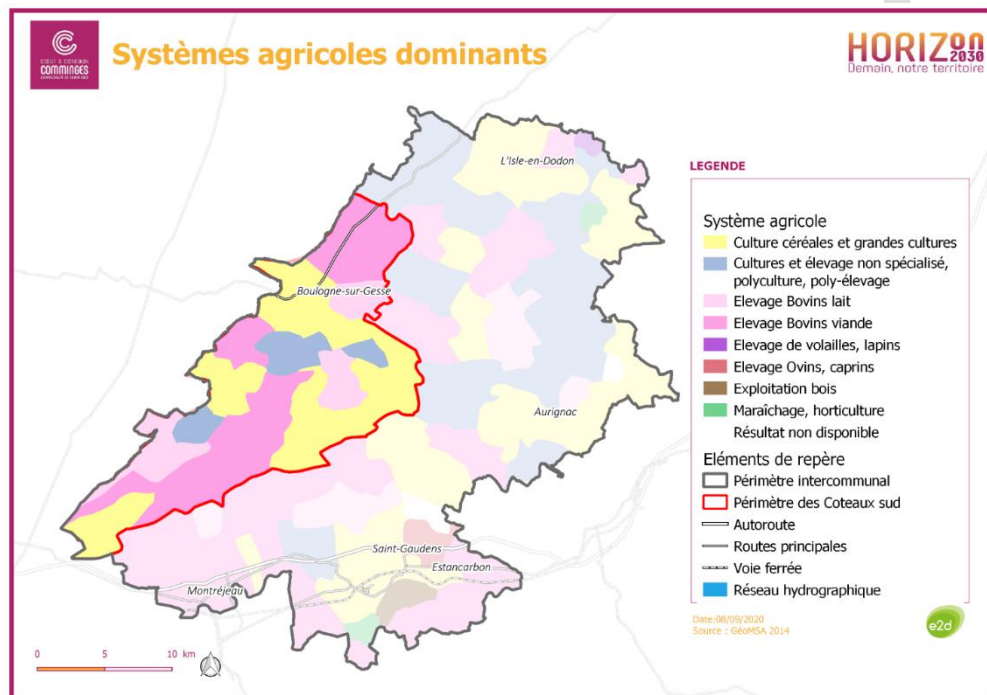 COMMINGES
Systèmes agricoles dominants
HORIZON
2030
Demain, notre territoire
L'Isle-en-Dodon
Boulogne-sur-Gesse
Aurignac
Saint-Gaudens
Estancarbon
Montréjeau
LEGENDE
Système agricole
Culture céréales et grandes cultures
Cultures et élevage non spécialisé,
polyculture, poly-élevage
Elevage Bovins lait
Elevage Bovins viande
Elevage de volailles, lapins
Elevage Ovins, caprins
Exploitation bois
Maraîchage, horticulture
Résultat non disponible
Eléments de repère
Périmètre intercommunal
Périmètre des Coteaux sud
Autoroute
Routes principales
Voie ferrée
Réseau hydrographique
Date:08/09/2020
Source : GéoMSA 2014
e2d
0 5 10 km